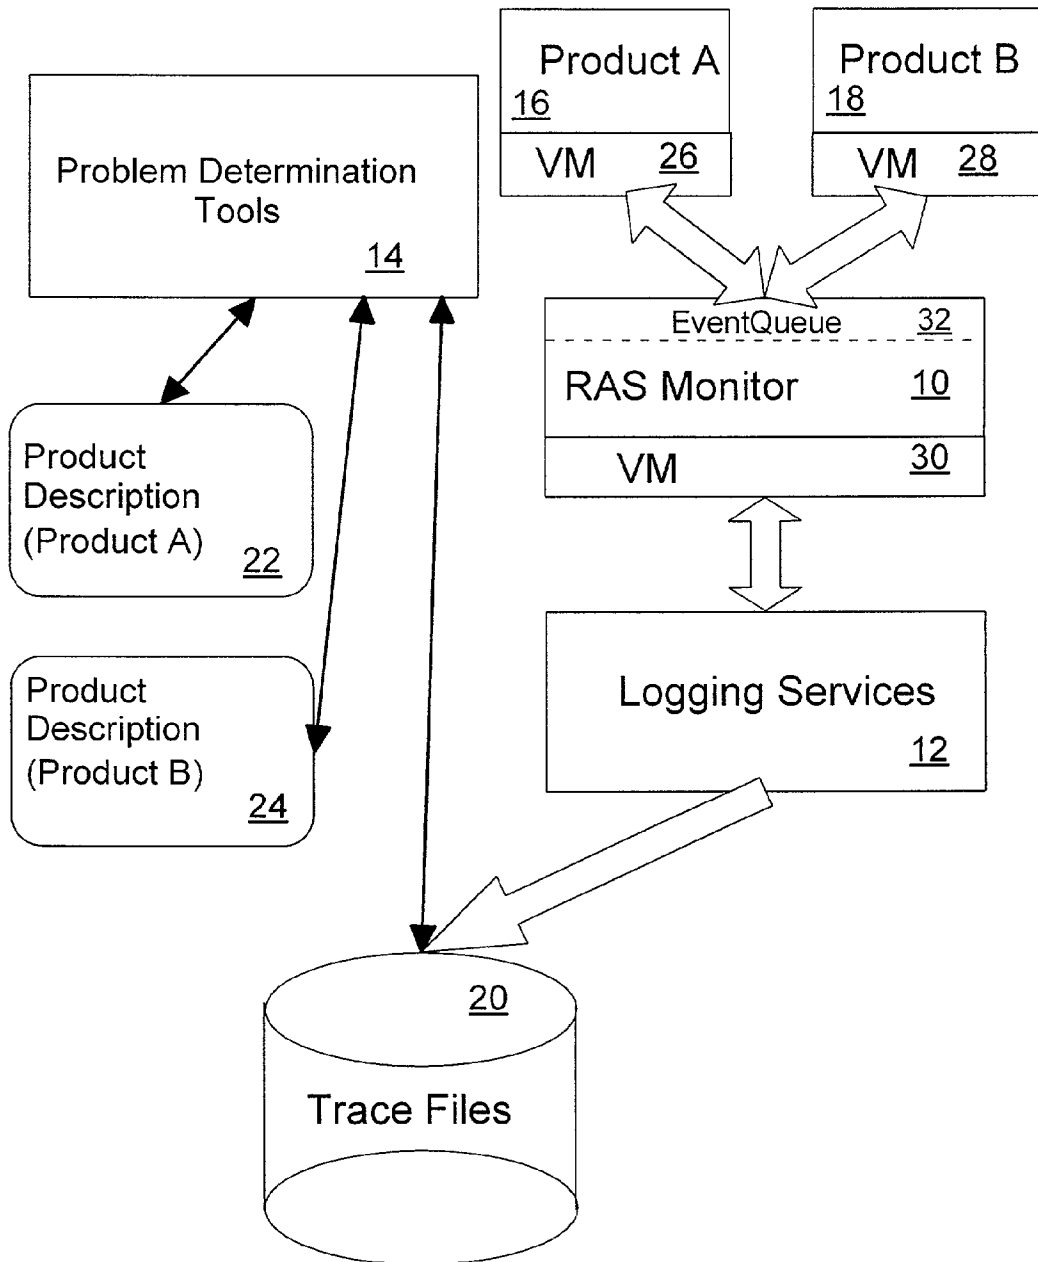 Product A
16
VM 26
Product B
18
VM 28
Problem Determination
Tools
14
EventQueue 32
RAS Monitor 10
VM 30
Product
Description
(Product A)
22
Product
Description
(Product B)
24
Logging Services
12
20
Trace Files